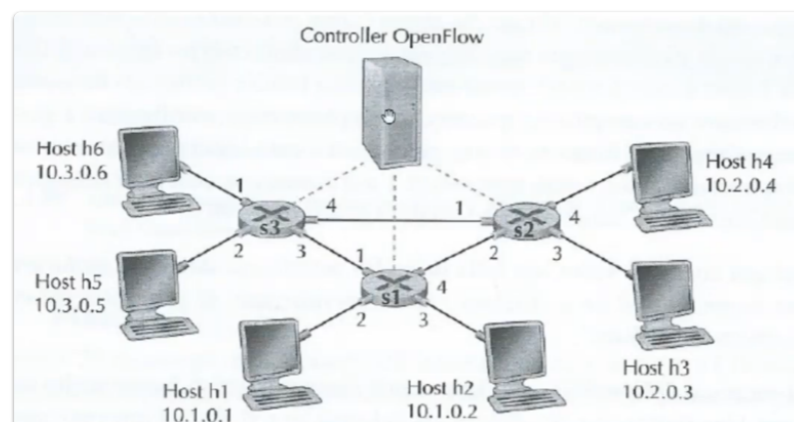 Controller OpenFlow
Host h6
10.3.0.6
Host h4
10.2.0.4
1
4
1
4
s3
s2
2
3
1
2
3
Host h5
10.3.0.5
s1
4
2
3
Host h3
10.2.0.3
Host h1
10.1.0.1
Host h2
10.1.0.2